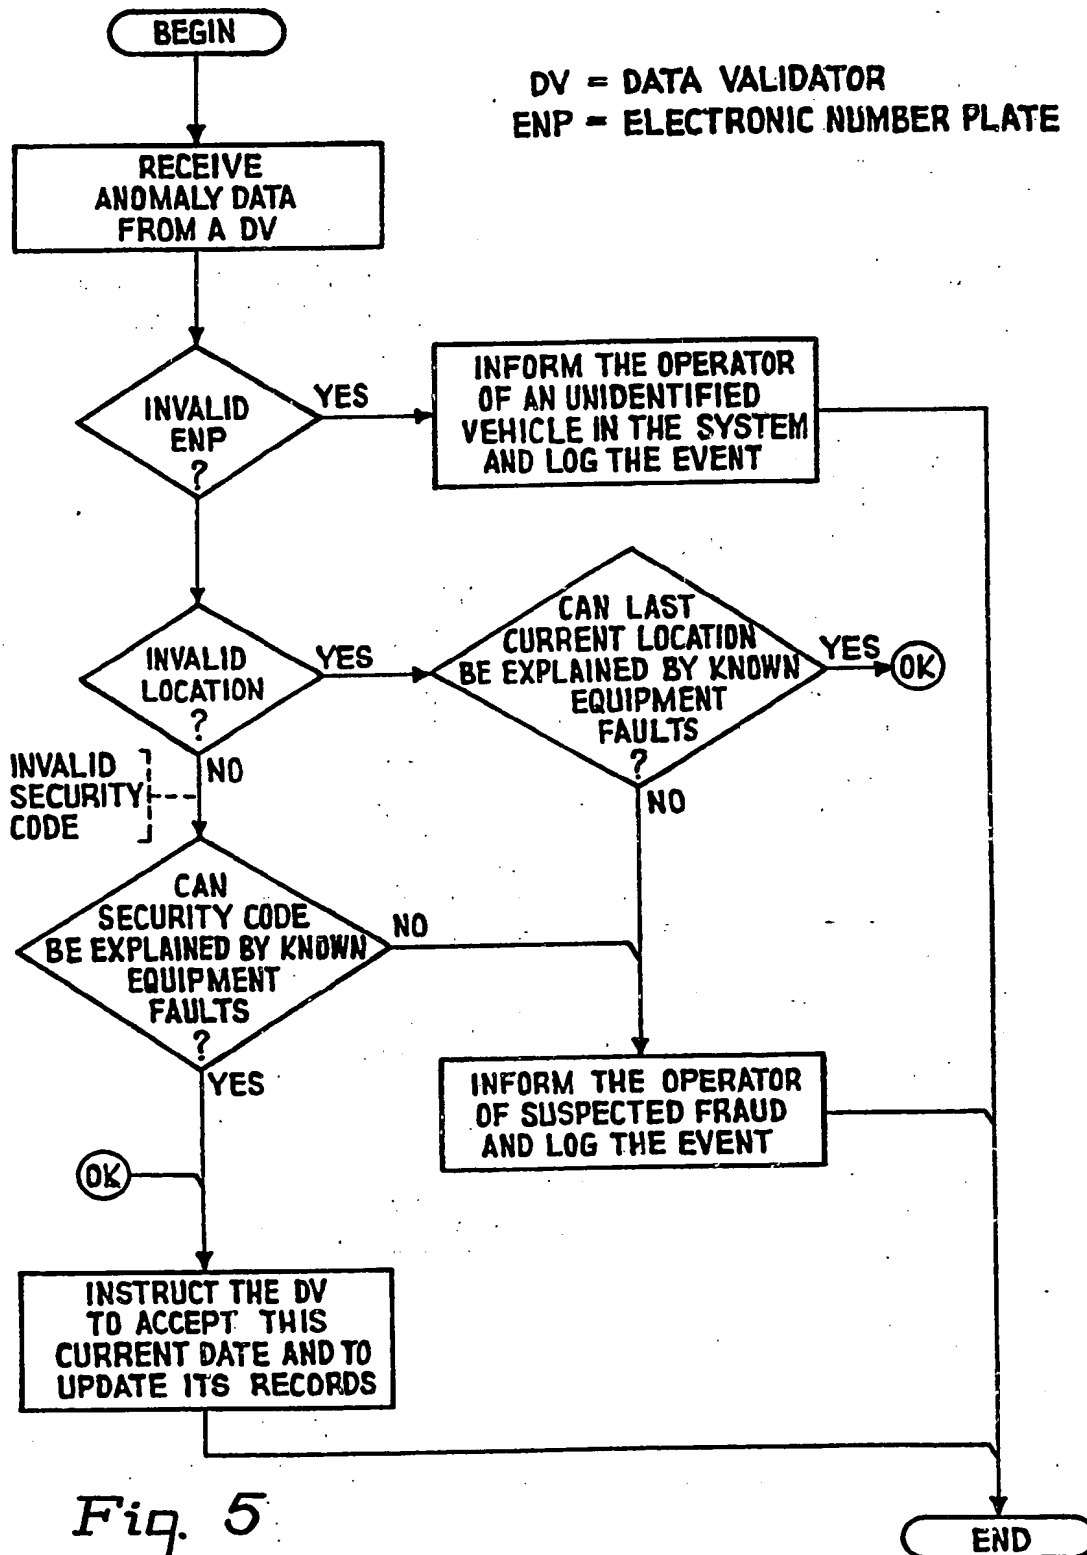 BEGIN
DV = DATA VALIDATOR
ENP = ELECTRONIC NUMBER PLATE
RECEIVE
ANOMALY DATA
FROM A DV
INVALID
ENP
?
YES
INFORM THE OPERATOR
OF AN UNIDENTIFIED
VEHICLE IN THE SYSTEM
AND LOG THE EVENT
INVALID
LOCATION
?
YES
CAN LAST
CURRENT LOCATION
BE EXPLAINED BY KNOWN
EQUIPMENT
FAULTS
?
YES
OK
NO
INVALID
SECURITY
CODE
NO
CAN
SECURITY CODE
BE EXPLAINED BY KNOWN
EQUIPMENT
FAULTS
?
NO
YES
INFORM THE OPERATOR
OF SUSPECTED FRAUD
AND LOG THE EVENT
OK
INSTRUCT THE DV
TO ACCEPT THIS
CURRENT DATE AND TO
UPDATE ITS RECORDS
Fig. 5
END